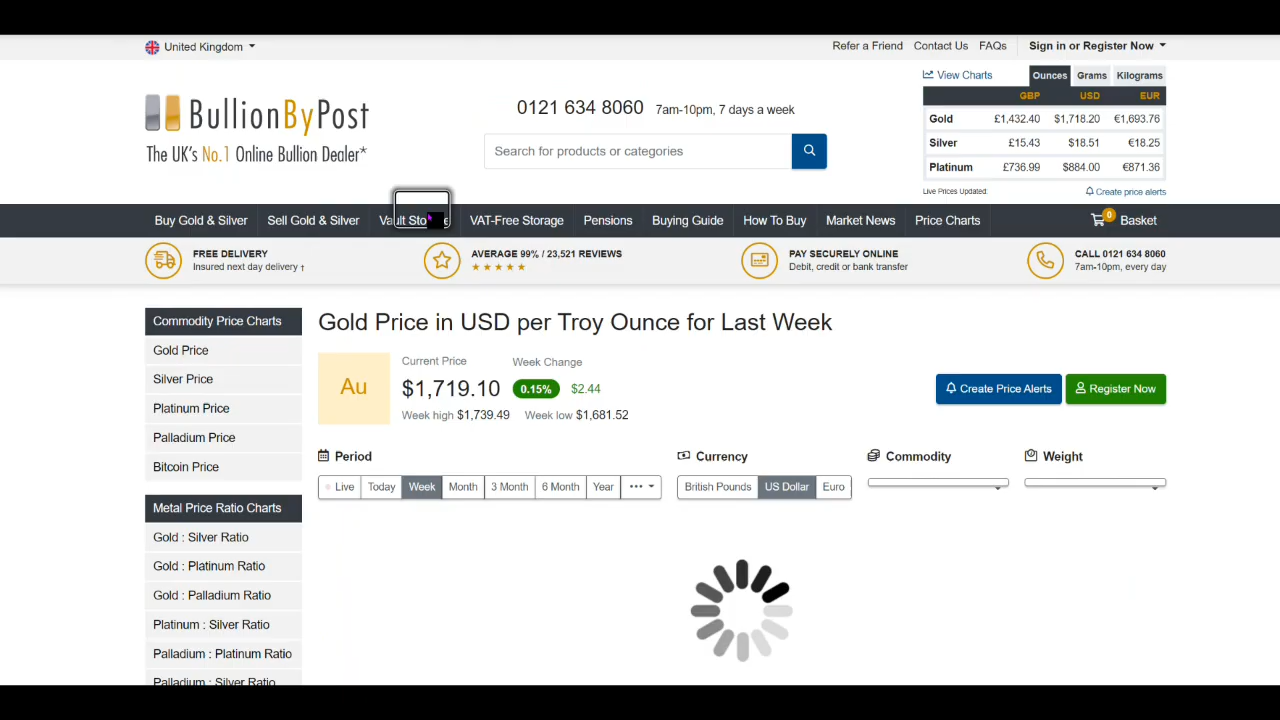 United Kingdom
Refer a Friend Contact Us FAQs Sign in or Register Now
View Charts Ounces Grams Kilograms
GBP USD EUR
Gold £1,432.40 $1,718.20 €1,693.76
Silver £15.43 $18.51 €18.25
Platinum £736.99 $884.00 €871.36
Live Prices Updated: Create price alerts
BullionByPost
The UK's No.1 Online Bullion Dealer*
0121 634 8060 7am-10pm, 7 days a week
Search for products or categories
Buy Gold & Silver Sell Gold & Silver Vault VAT-Free Storage Pensions Buying Guide How To Buy Market News Price Charts 0 Basket
FREE DELIVERY
Insured next day delivery ↑
AVERAGE 99% / 23,521 REVIEWS
★★★★★
PAY SECURELY ONLINE
Debit, credit or bank transfer
CALL 0121 634 8060
7am-10pm, every day
Commodity Price Charts
Gold Price
Silver Price
Platinum Price
Palladium Price
Bitcoin Price
Metal Price Ratio Charts
Gold : Silver Ratio
Gold : Platinum Ratio
Gold : Palladium Ratio
Platinum : Silver Ratio
Palladium : Platinum Ratio
Palladium : Silver Ratio
Gold Price in USD per Troy Ounce for Last Week
Au
Current Price Week Change
$1,719.10 0.15% $2.44
Week high $1,739.49 Week low $1,681.52
Create Price Alerts Register Now
Period Currency Commodity Weight
Live Today Week Month 3 Month 6 Month Year ••• British Pounds US Dollar Euro